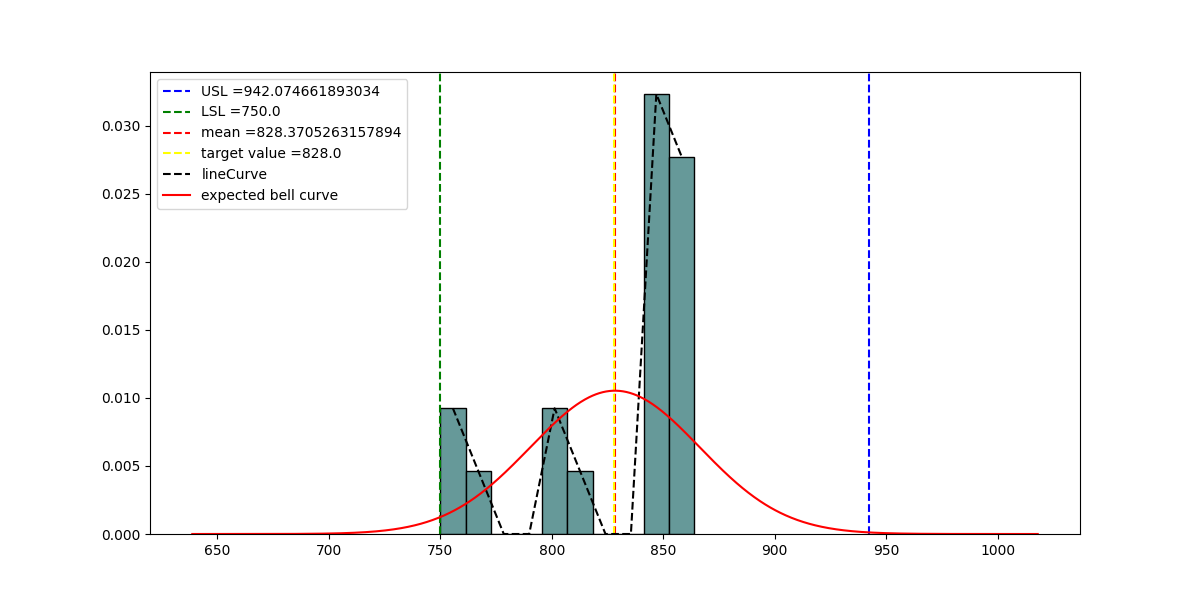 USL =942.074661893034
LSL =750.0
mean =828.3705263157894
target value =828.0
lineCurve
expected bell curve
0.030
0.025
0.020
0.015
0.010
0.005
0.000
650 700 750 800 850 900 950 1000